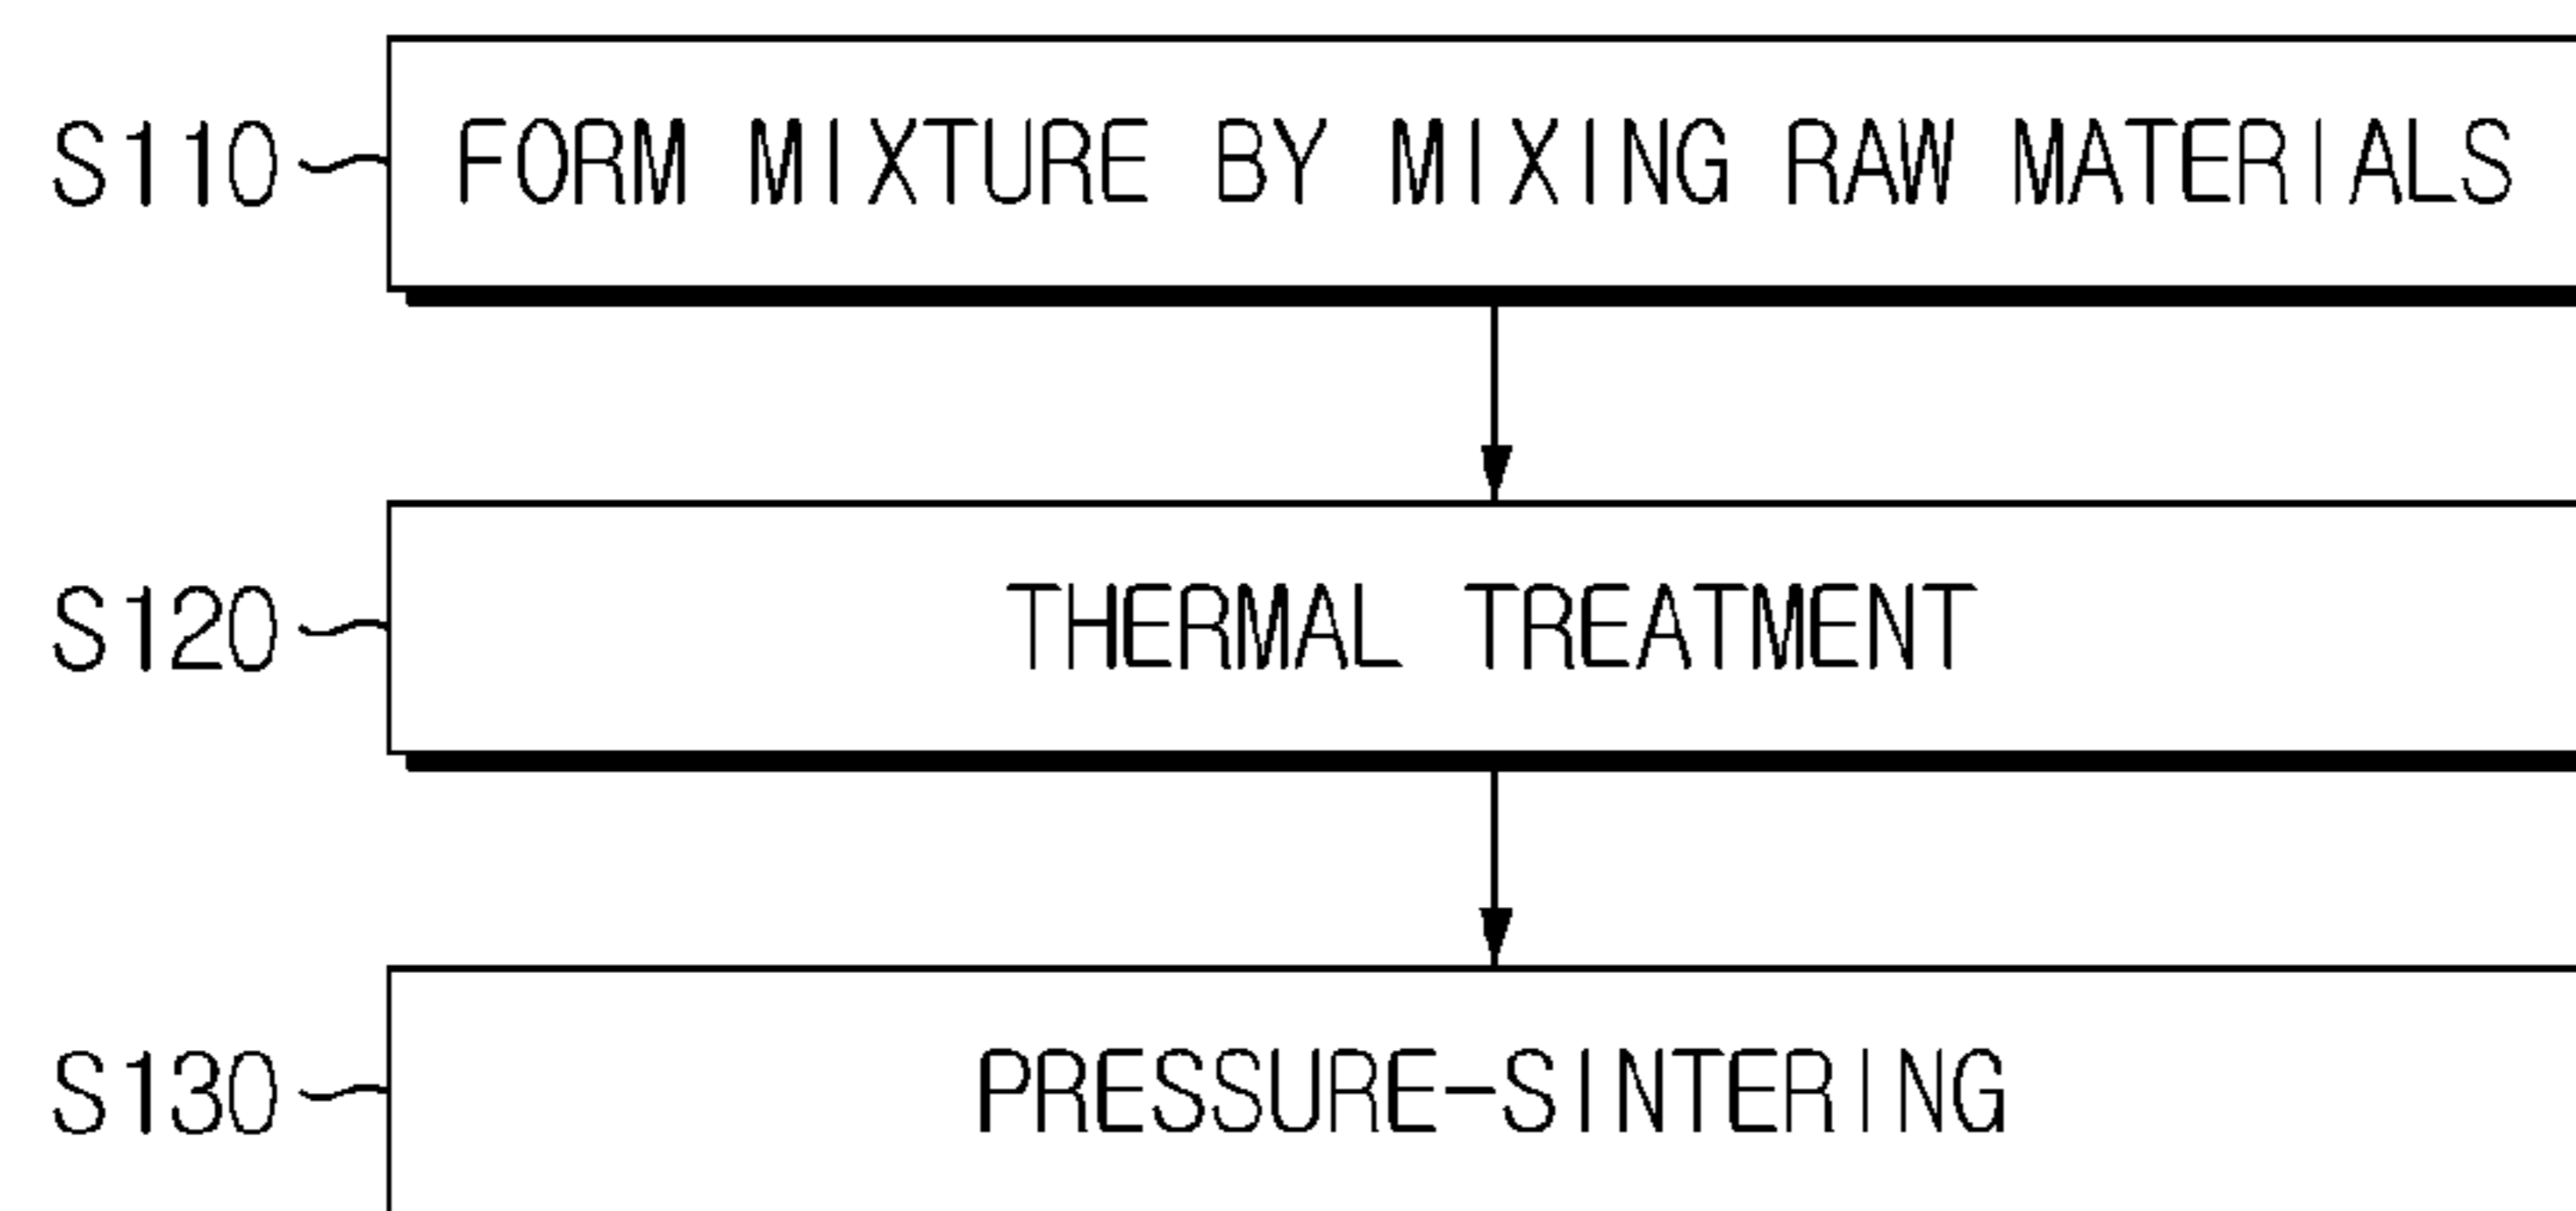 S110 FORM MIXTURE BY MIXING RAW MATERIALS
S120 THERMAL TREATMENT
S130 PRESSURE-SINTERING